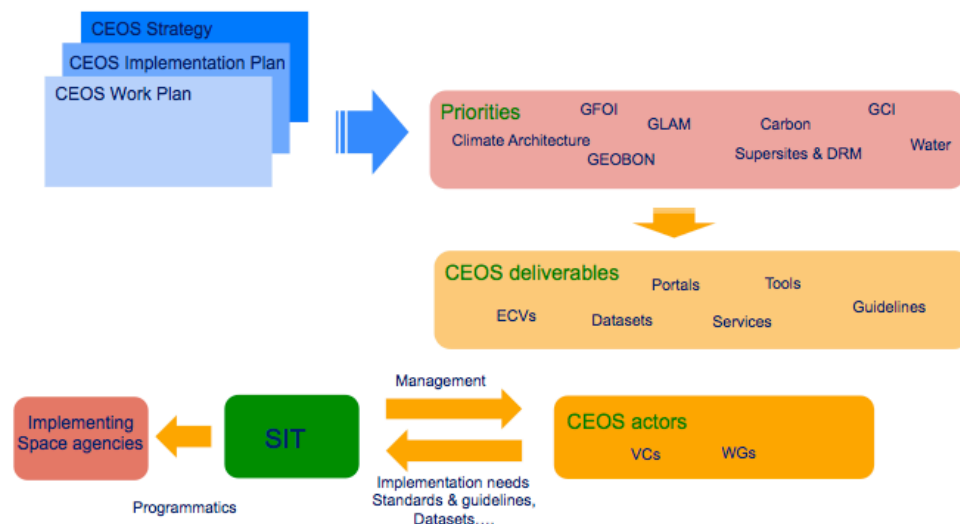 CEOS Strategy
CEOS Implementation Plan
CEOS Work Plan
Priorities
GFOI
GCI
GLAM
Carbon
Climate Architecture
Water
GEOBON
Supersites & DRM
CEOS deliverables
Portals
Tools
ECVs
Datasets
Services
Guidelines
Management
Implementing
Space agencies
SIT
CEOS actors
VCs
WGs
Implementation needs
Standards & guidelines,
Datasets....
Programmatics